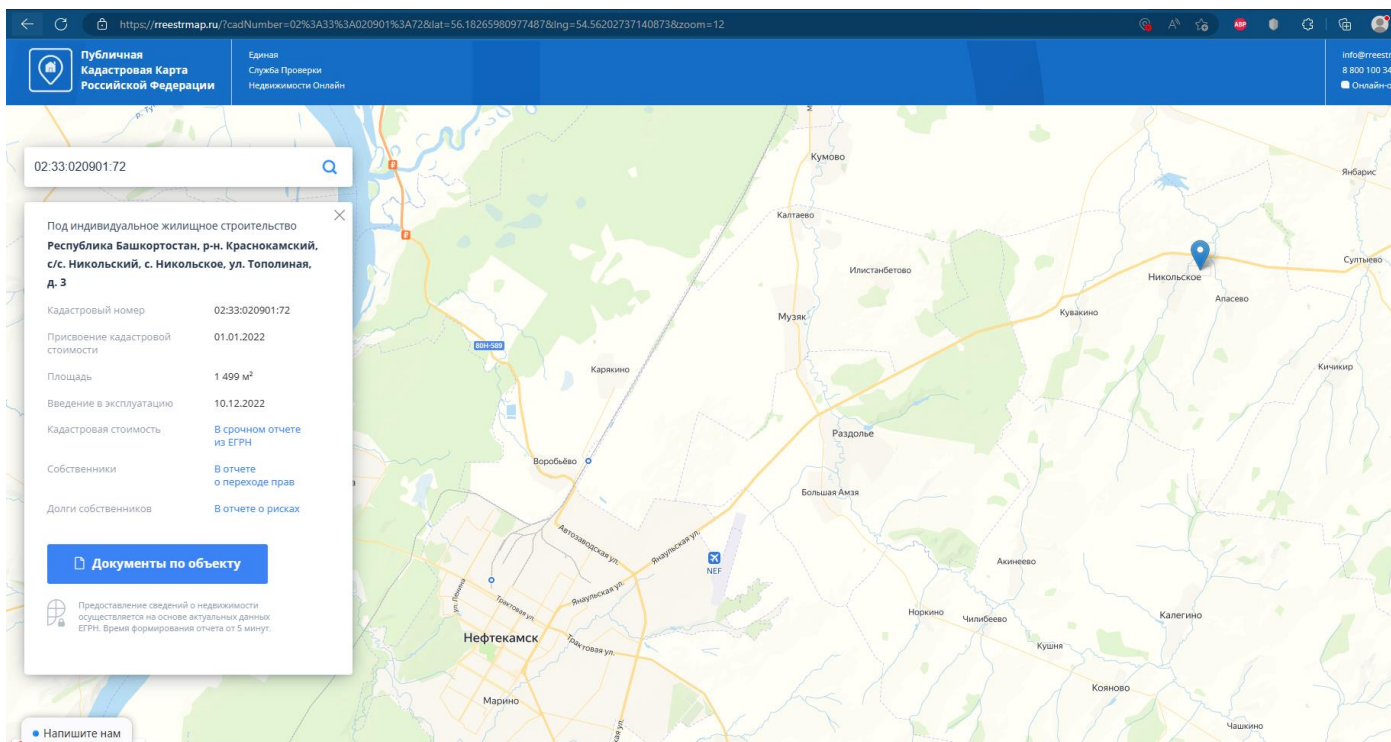 https://rreestrmap.ru/?cadNumber=02%3A33%3A020901%3A72&lat=56.18265980977487&lng=54.56202737140873&zoom=12
ABP
Публичная
Кадастровая Карта
Российской Федерации
Единая
Служба Проверки
Недвижимости Онлайн
info@rreestr
8 800 100 34
Онлайн-о
02:33:020901:72
Под индивидуальное жилищное строительство
Республика Башкортостан, р-н. Краснокамский,
с/с. Никольский, с. Никольское, ул. Тополиная,
д. 3
Кадастровый номер 02:33:020901:72
Присвоение кадастровой 01.01.2022
стоимости
Площадь 1 499 м²
Введение в эксплуатацию 10.12.2022
Кадастровая стоимость В срочном отчете
из ЕГРН
Собственники В отчете
о переходе прав
Долги собственников В отчете о рисках
Документы по объекту
Предоставление сведений о недвижимости
осуществляется на основе актуальных данных
ЕГРН. Время формирования отчета от 5 минут.
Напишите нам
Кумово
Янбарис
Калтаево
Илистанбетово
Никольское
Султыево
Апасево
Музяк
Кувакино
80Н-589
Карякино
Кичикир
Раздолье
Воробьёво
Большая Амзя
Автозаводская ул.
Янаульская ул.
NEF
Акинеево
ул. Ленина
Трактовая ул.
Янаульская ул.
Норкино
Чилибеево
Калегино
Нефтекамск
Трактовая ул.
Кушня
Кояново
Марино
Чашкино